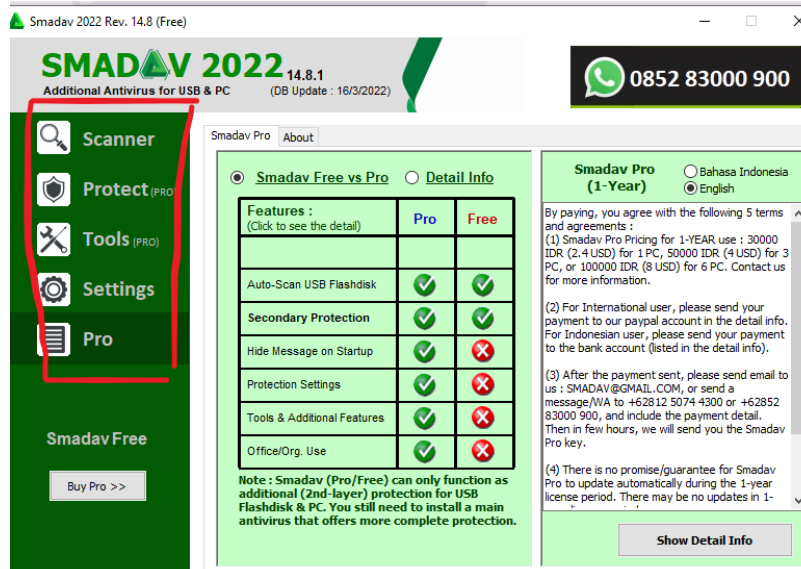 Smadav 2022 Rev. 14.8 (Free)
SMADAV 2022 14.8.1
Additional Antivirus for USB & PC (DB Update : 16/3/2022)
0852 83000 900
Scanner
Protect (PRO)
Tools (PRO)
Settings
Pro
Smadav Free
Buy Pro >>
Smadav Pro About
Smadav Free vs Pro Detail Info
Features :
(Click to see the detail)
Pro Free
Auto-Scan USB Flashdisk
Secondary Protection
Hide Message on Startup
Protection Settings
Tools & Additional Features
Office/Org. Use
Note : Smadav (Pro/Free) can only function as
additional (2nd-layer) protection for USB
Flashdisk & PC. You still need to install a main
antivirus that offers more complete protection.
Smadav Pro
(1-Year)
Bahasa Indonesia
English
By paying, you agree with the following 5 terms
and agreements :
(1) Smadav Pro Pricing for 1-YEAR use : 30000
IDR (2.4 USD) for 1 PC, 50000 IDR (4 USD) for 3
PC, or 100000 IDR (8 USD) for 6 PC. Contact us
for more information.
(2) For International user, please send your
payment to our paypal account in the detail info.
For Indonesian user, please send your payment
to the bank account (listed in the detail info).
(3) After the payment sent, please send email to
us : SMADAV@GMAIL.COM, or send a
message/WA to +62812 5074 4300 or +62852
83000 900, and include the payment detail.
Then in few hours, we will send you the Smadav
Pro key.
(4) There is no promise/guarantee for Smadav
Pro to update automatically during the 1-year
license period. There may be no updates in 1-
Show Detail Info